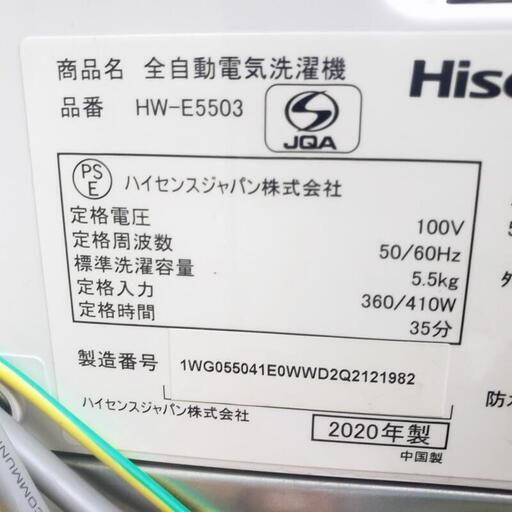 商品名 全自動電気洗濯機
品番 HW-E5503
S
JQA
PS
E
ハイセンスジャパン株式会社
定格電圧 100V
定格周波数 50/60Hz
標準洗濯容量 5.5kg
定格入力 360/410W
定格時間 35分
製造番号 1WG055041E0WWD2Q2121982
ハイセンスジャパン株式会社
2020年製
中国製
防水